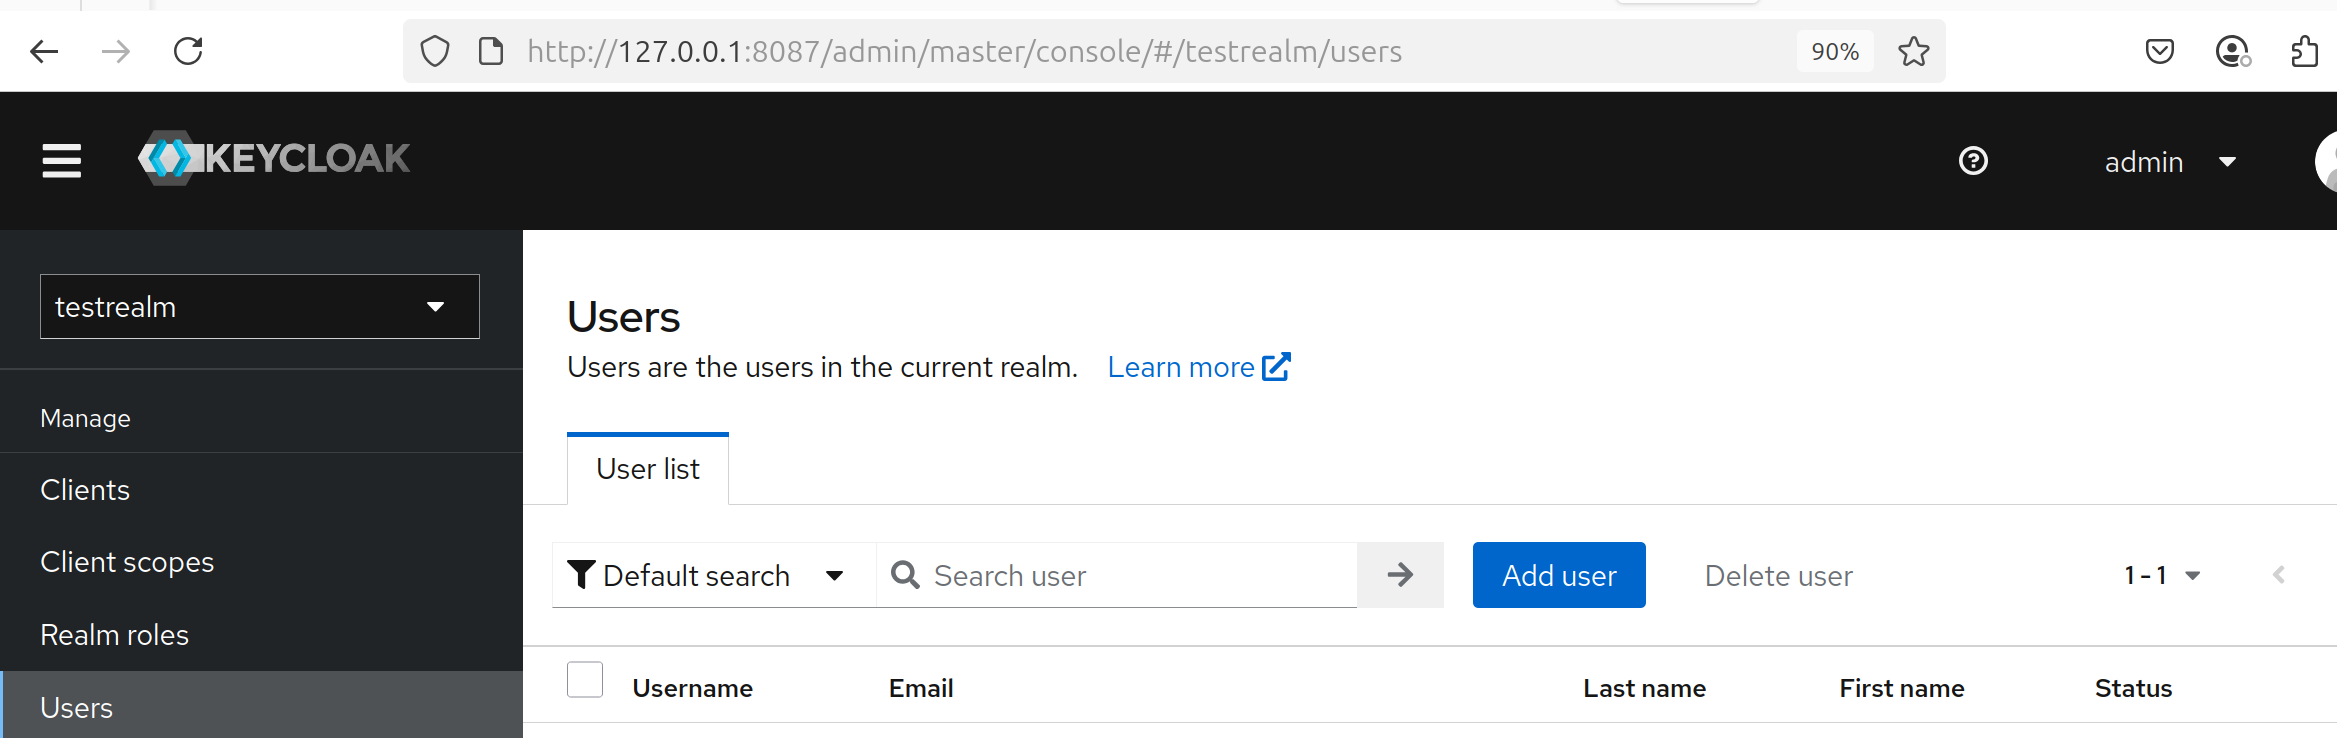 http://127.0.0.1:8087/admin/master/console/#/testrealm/users 90%
KEYCLOAK admin
testrealm
Manage
Clients
Client scopes
Realm roles
Users
Users
Users are the users in the current realm. Learn more
User list
Default search Search user Add user Delete user 1 - 1
Username Email Last name First name Status